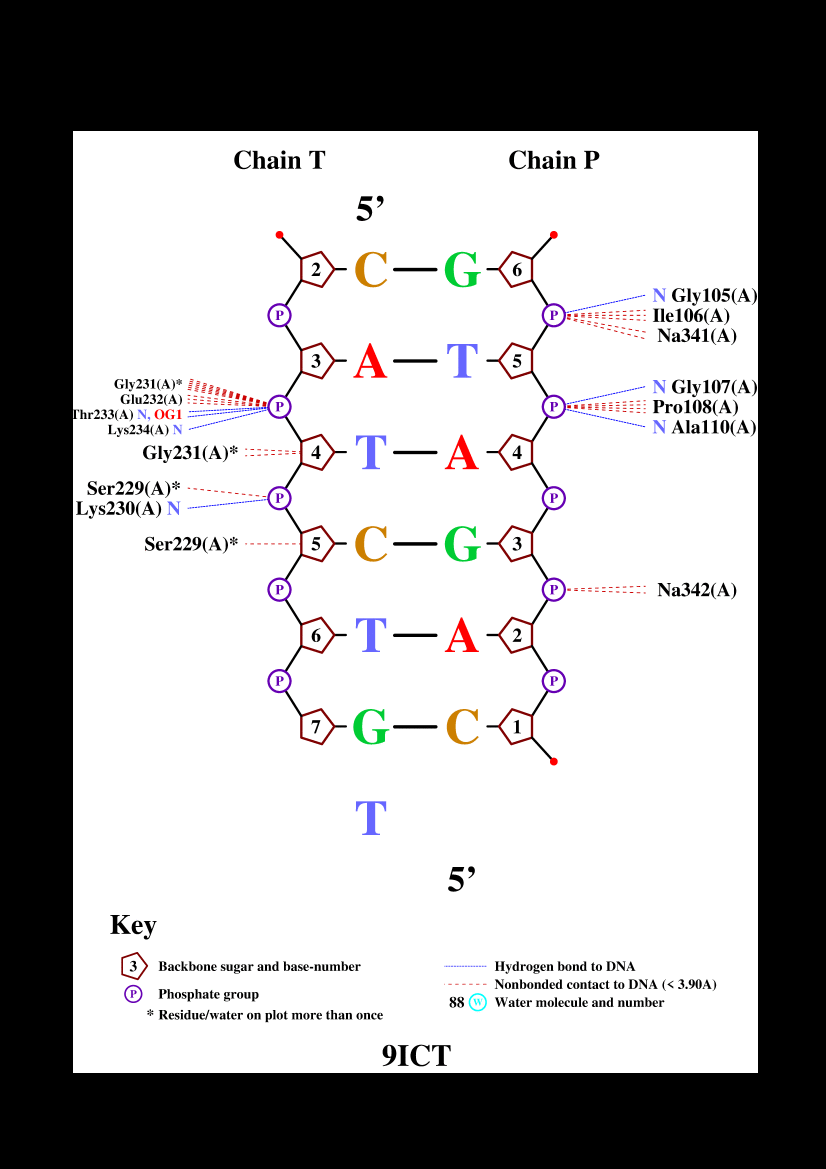 Chain T Chain P
5’
2 C G 6
P P N Gly105(A)
Ile106(A)
Na341(A)
3 A T 5
Gly231(A)*
Glu232(A)
Thr233(A) N, OG1
Lys234(A) N
P P N Gly107(A)
Pro108(A)
N Ala110(A)
Gly231(A)* 4 T A 4
Ser229(A)*
Lys230(A) N
P P
Ser229(A)* 5 C G 3
P P Na342(A)
6 T A 2
P P
7 G C 1
T
5’
Key
3 Backbone sugar and base-number
P Phosphate group
* Residue/water on plot more than once
Hydrogen bond to DNA
Nonbonded contact to DNA (< 3.90A)
88 W Water molecule and number
9ICT